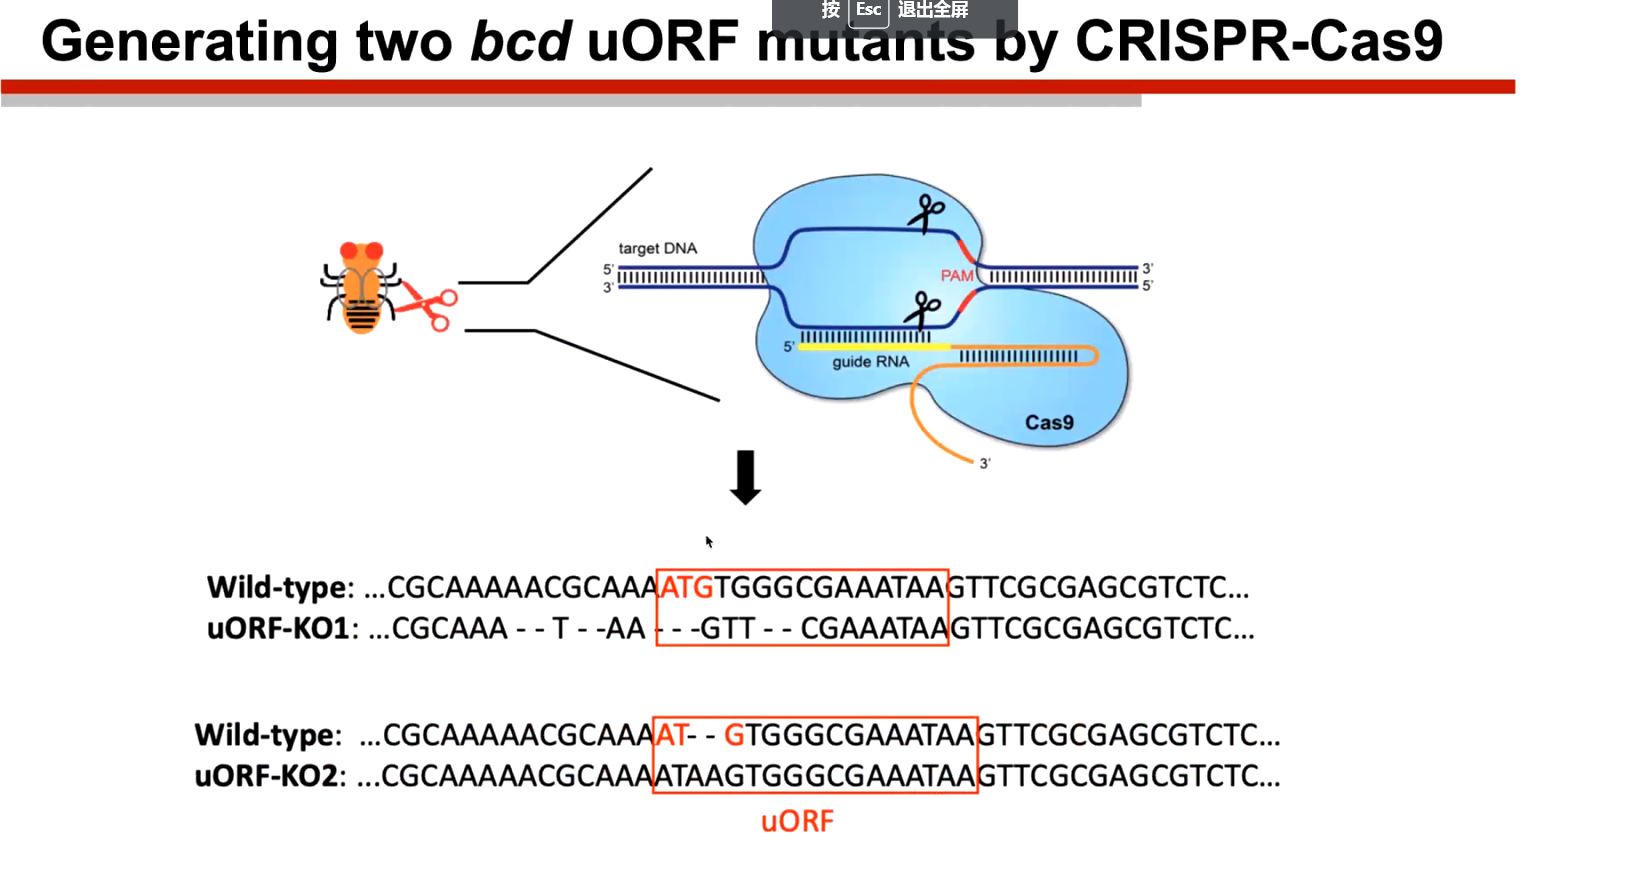 按 Esc 退出全屏
Generating two bcd uORF mutants by CRISPR-Cas9
target DNA
5' 3'
3' 5'
PAM
5'
guide RNA
Cas9
3'
Wild-type: ...CGCAAAAACGCAAAATGTGGGCGAAATAAGTTCGCGAGCGTCTC...
uORF-KO1: ...CGCAAA - - T - -AA - - -GTT - - CGAAATAAGTTCGCGAGCGTCTC...
Wild-type: ...CGCAAAAACGCAAAAT- - GTGGGCGAAATAAGTTCGCGAGCGTCTC...
uORF-KO2: ...CGCAAAAACGCAAAATAAGTGGGCGAAATAAGTTCGCGAGCGTCTC...
uORF